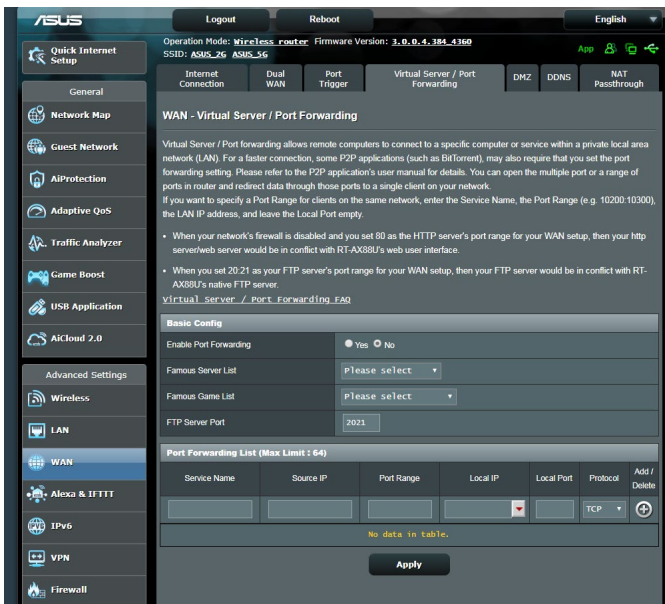 ASUS
Logout
Reboot
English
Operation Mode: Wireless router Firmware Version: 3.0.0.4.384_4360
SSID: ASUS_2G ASUS_5G
App
Quick Internet
Setup
General
Network Map
Guest Network
AiProtection
Adaptive QoS
Traffic Analyzer
Game Boost
USB Application
AiCloud 2.0
Advanced Settings
Wireless
LAN
WAN
Alexa & IFTTT
IPv6
VPN
Firewall
Internet
Connection
Dual
WAN
Port
Trigger
Virtual Server / Port
Forwarding
DMZ
DDNS
NAT
Passthrough
WAN - Virtual Server / Port Forwarding
Virtual Server / Port forwarding allows remote computers to connect to a specific computer or service within a private local area
network (LAN). For a faster connection, some P2P applications (such as BitTorrent), may also require that you set the port
forwarding setting. Please refer to the P2P application's user manual for details. You can open the multiple port or a range of
ports in router and redirect data through those ports to a single client on your network.
If you want to specify a Port Range for clients on the same network, enter the Service Name, the Port Range (e.g. 10200:10300),
the LAN IP address, and leave the Local Port empty.
• When your network's firewall is disabled and you set 80 as the HTTP server's port range for your WAN setup, then your http
server/web server would be in conflict with RT-AX88U's web user interface.
• When you set 20:21 as your FTP server's port range for your WAN setup, then your FTP server would be in conflict with RT-
AX88U's native FTP server.
Virtual Server / Port Forwarding FAQ
Basic Config
Enable Port Forwarding
Yes No
Famous Server List
Please select
Famous Game List
Please select
FTP Server Port
2021
Port Forwarding List (Max Limit : 64)
Service Name
Source IP
Port Range
Local IP
Local Port
Protocol
Add /
Delete
TCP
No data in table.
Apply